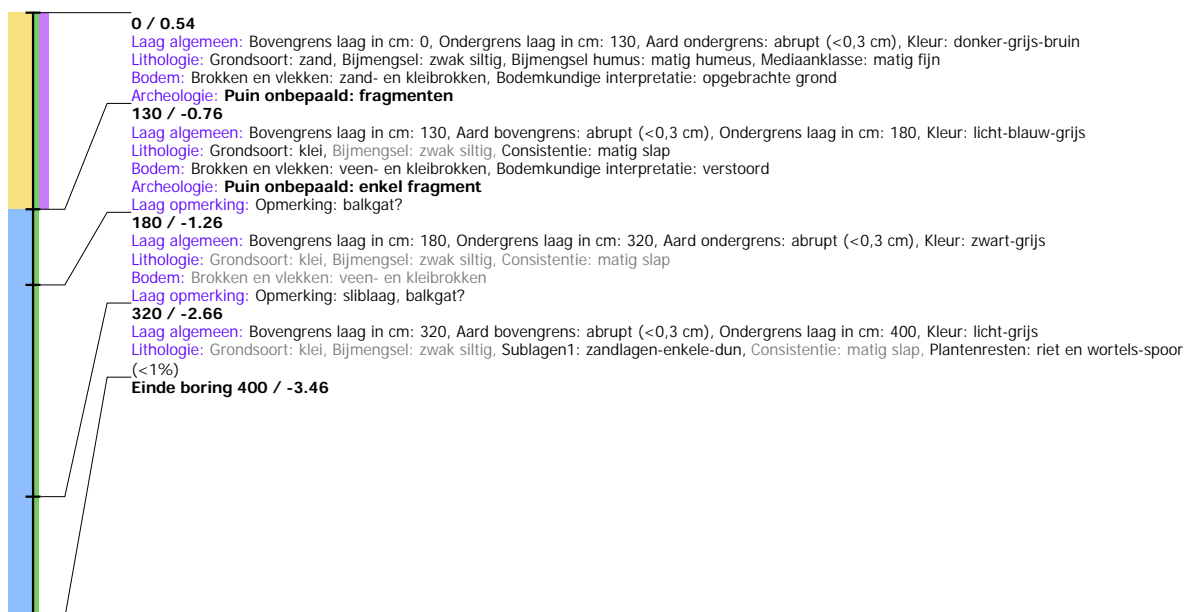 0 / 0.54
Laag algemeen: Bovengrens laag in cm: 0, Ondergrens laag in cm: 130, Aard ondergrens: abrupt (<0,3 cm), Kleur: donker-grijs-bruin
Lithologie: Grondsoort: zand, Bijmengsel: zwak siltig, Bijmengsel humus: matig humeus, Mediaanklasse: matig fijn
Bodem: Brokken en vlekken: zand- en kleibrokken, Bodemkundige interpretatie: opgebrachte grond
Archeologie: Puin onbepaald: fragmenten
130 / -0.76
Laag algemeen: Bovengrens laag in cm: 130, Aard bovengrens: abrupt (<0,3 cm), Ondergrens laag in cm: 180, Kleur: licht-blauw-grijs
Lithologie: Grondsoort: klei, Bijmengsel: zwak siltig, Consistentie: matig slap
Bodem: Brokken en vlekken: veen- en kleibrokken, Bodemkundige interpretatie: verstoord
Archeologie: Puin onbepaald: enkel fragment
Laag opmerking: Opmerking: balkgat?
180 / -1.26
Laag algemeen: Bovengrens laag in cm: 180, Ondergrens laag in cm: 320, Aard ondergrens: abrupt (<0,3 cm), Kleur: zwart-grijs
Lithologie: Grondsoort: klei, Bijmengsel: zwak siltig, Consistentie: matig slap
Bodem: Brokken en vlekken: veen- en kleibrokken
Laag opmerking: Opmerking: sliblaag, balkgat?
320 / -2.66
Laag algemeen: Bovengrens laag in cm: 320, Aard bovengrens: abrupt (<0,3 cm), Ondergrens laag in cm: 400, Kleur: licht-grijs
Lithologie: Grondsoort: klei, Bijmengsel: zwak siltig, Sublagen1: zandlagen-enkele-dun, Consistentie: matig slap, Plantenresten: riet en wortels-spoor
(<1%)
Einde boring 400 / -3.46